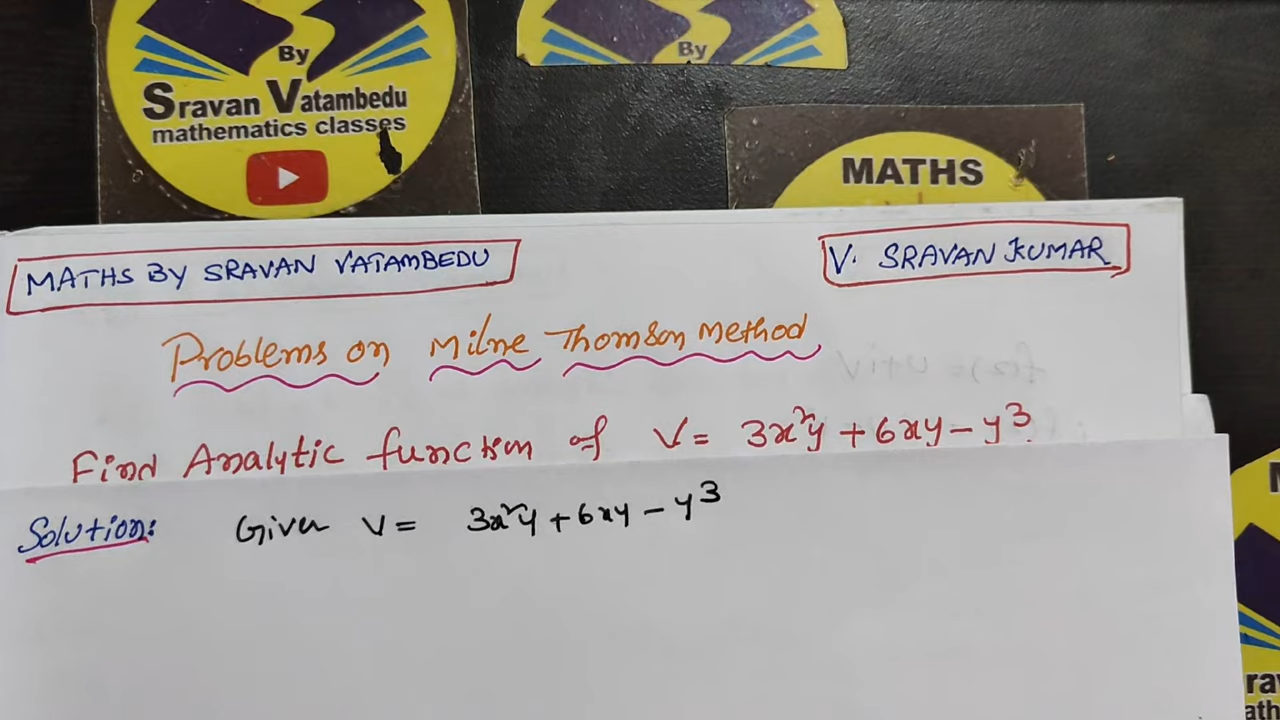 By
Sravan Vatambedu
mathematics classes
By
MATHS
MATHS BY SRAVAN VATAMBEDU
V. SRAVAN KUMAR
Problems on Milne Thomson Method
Find Analytic function of V = 3x²y + 6xy - y³.
Solution: Given V = 3x²y + 6xy - y³